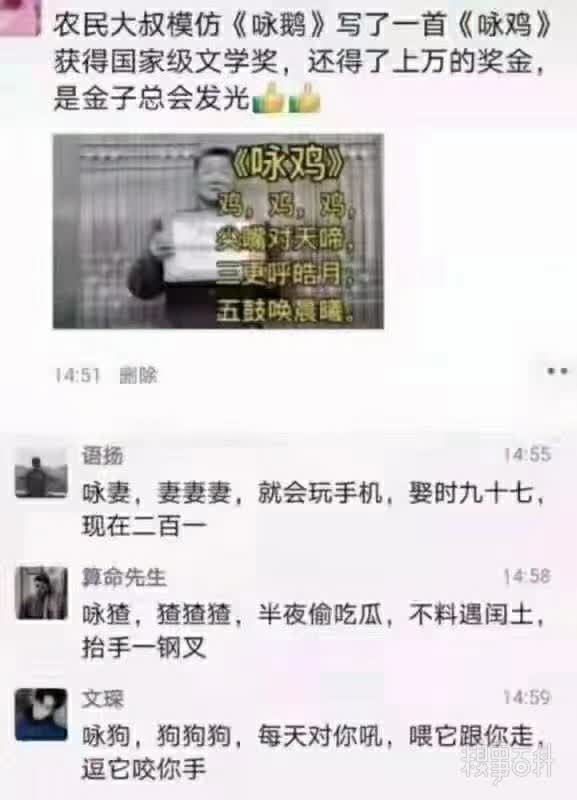 农民大叔模仿《咏鹅》写了一首《咏鸡》
获得国家级文学奖，还得了上万的奖金，
是金子总会发光👍👍
《咏鸡》
鸡，鸡，鸡，
尖嘴对天啼，
三更呼皓月，
五鼓唤晨曦。
14:51 删除
语扬 14:55
咏妻，妻妻妻，就会玩手机，娶时九十七，
现在二百一
算命先生 14:58
咏猹，猹猹猹，半夜偷吃瓜，不料遇闰土，
抬手一钢叉
文琛 14:59
咏狗，狗狗狗，每天对你吼，喂它跟你走，
逗它咬你手